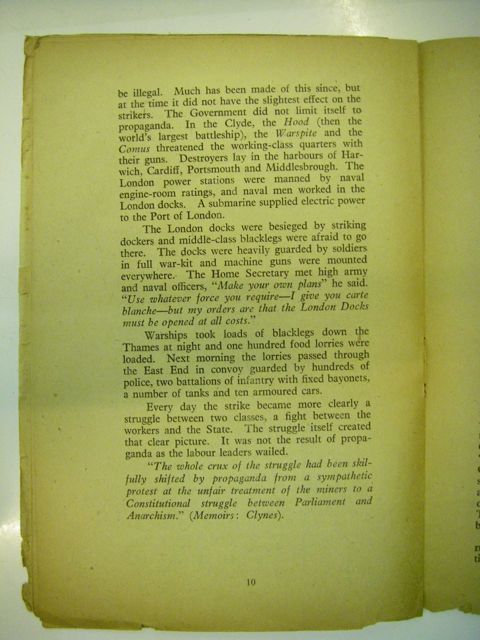 be illegal. Much has been made of this since, but
at the time it did not have the slightest effect on the
strikers. The Government did not limit itself to
propaganda. In the Clyde, the Hood (then the
world's largest battleship), the Warspite and the
Comus threatened the working-class quarters with
their guns. Destroyers lay in the harbours of Har-
wich, Cardiff, Portsmouth and Middlesbrough. The
London power stations were manned by naval
engine-room ratings, and naval men worked in the
London docks. A submarine supplied electric power
to the Port of London.
The London docks were besieged by striking
dockers and middle-class blacklegs were afraid to go
there. The docks were heavily guarded by soldiers
in full war-kit and machine guns were mounted
everywhere. The Home Secretary met high army
and naval officers, "Make your own plans" he said.
"Use whatever force you require—I give you carte
blanche—but my orders are that the London Docks
must be opened at all costs."
Warships took loads of blacklegs down the
Thames at night and one hundred food lorries were
loaded. Next morning the lorries passed through
the East End in convoy guarded by hundreds of
police, two battalions of infantry with fixed bayonets,
a number of tanks and ten armoured cars.
Every day the strike became more clearly a
struggle between two classes, a fight between the
workers and the State. The struggle itself created
that clear picture. It was not the result of propa-
ganda as the labour leaders wailed.
"The whole crux of the struggle had been skil-
fully shifted by propaganda from a sympathetic
protest at the unfair treatment of the miners to a
Constitutional struggle between Parliament and
Anarchism." (Memoirs: Clynes).
10